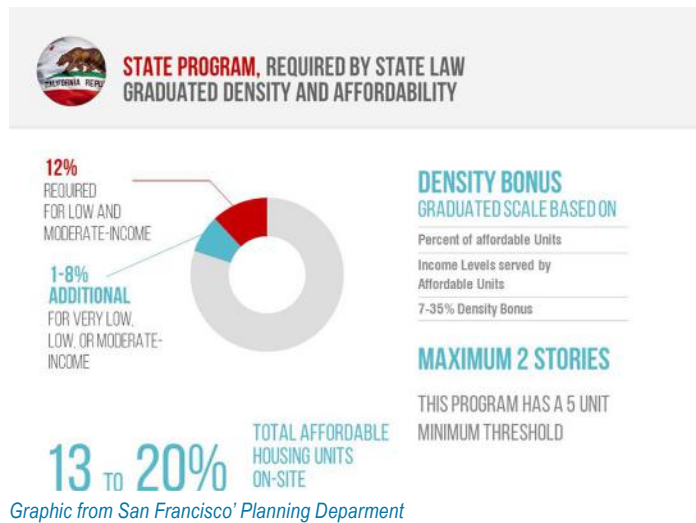 CALIFORNIA REPU
STATE PROGRAM, REQUIRED BY STATE LAW
GRADUATED DENSITY AND AFFORDABILITY
12%
REQUIRED
FOR LOW AND
MODERATE-INCOME
1-8%
ADDITIONAL
FOR VERY LOW,
LOW, OR MODERATE-
INCOME
13 TO 20%
TOTAL AFFORDABLE
HOUSING UNITS
ON-SITE
DENSITY BONUS
GRADUATED SCALE BASED ON
Percent of affordable Units
Income Levels served by
Affordable Units
7-35% Density Bonus
MAXIMUM 2 STORIES
THIS PROGRAM HAS A 5 UNIT
MINIMUM THRESHOLD
Graphic from San Francisco' Planning Deparment